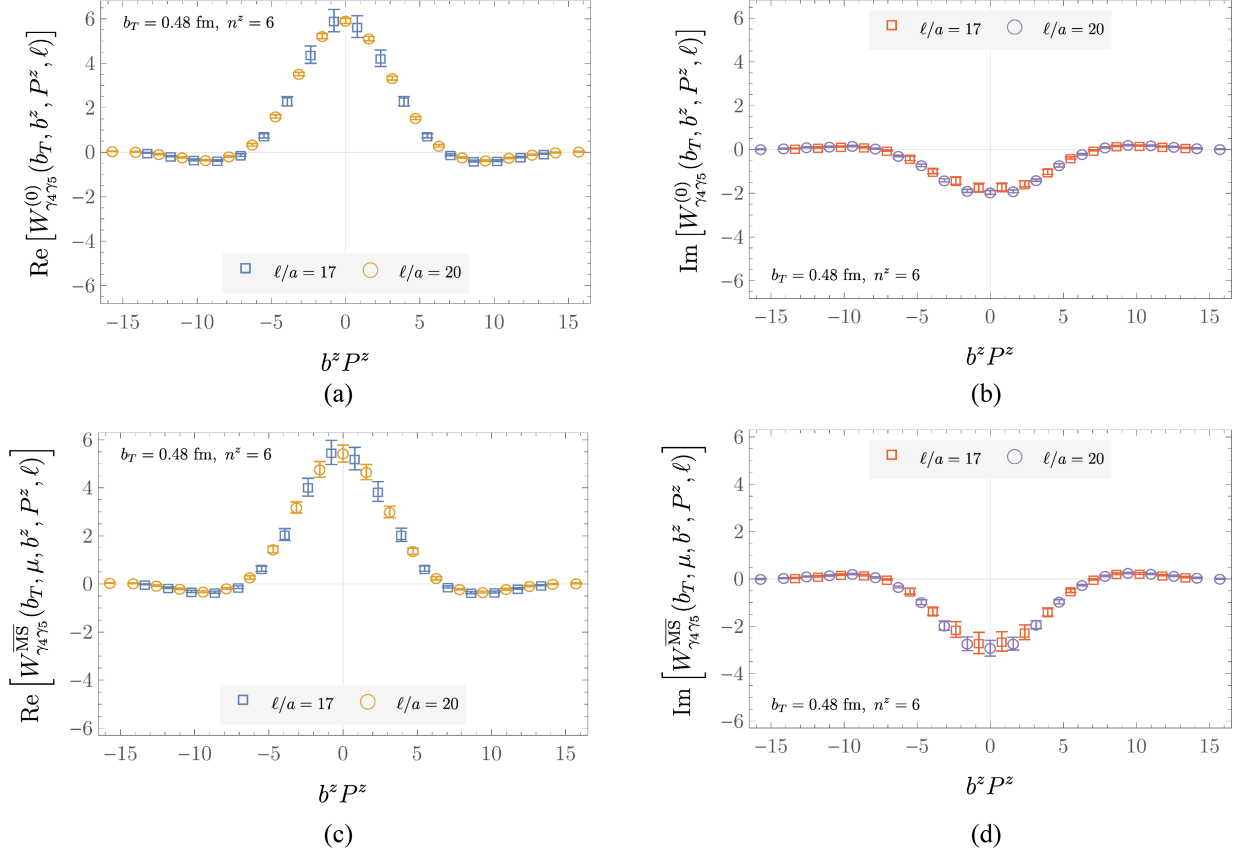 b_T = 0.48 fm, n^z = 6
Re [W^{(0)}_{γ4γ5}(b_T, b^z, P^z, ℓ)]
6
4
2
0
−2
−4
−6
ℓ/a = 17 ℓ/a = 20
−15 −10 −5 0 5 10 15
b^z P^z
(a)
ℓ/a = 17 ℓ/a = 20
Im [W^{(0)}_{γ4γ5}(b_T, b^z, P^z, ℓ)]
6
4
2
0
−2
−4
−6
b_T = 0.48 fm, n^z = 6
−15 −10 −5 0 5 10 15
b^z P^z
(b)
b_T = 0.48 fm, n^z = 6
Re [W^{\overline{MS}}_{γ4γ5}(b_T, μ, b^z, P^z, ℓ)]
6
4
2
0
−2
−4
−6
ℓ/a = 17 ℓ/a = 20
−15 −10 −5 0 5 10 15
b^z P^z
(c)
ℓ/a = 17 ℓ/a = 20
Im [W^{\overline{MS}}_{γ4γ5}(b_T, μ, b^z, P^z, ℓ)]
6
4
2
0
−2
−4
−6
b_T = 0.48 fm, n^z = 6
−15 −10 −5 0 5 10 15
b^z P^z
(d)